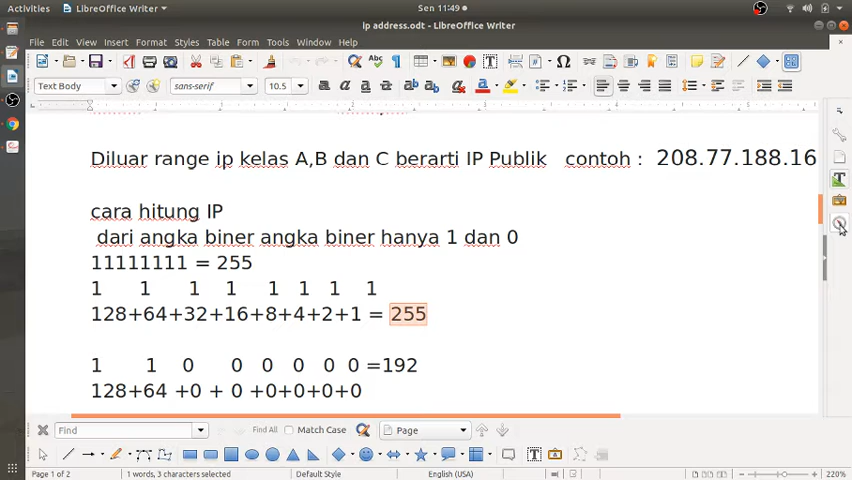 Activities LibreOffice Writer Sen 11:49
ip address.odt - LibreOffice Writer
File Edit View Insert Format Styles Table Form Tools Window Help
Text Body sans-serif 10.5
Diluar range ip kelas A,B dan C berarti IP Publik contoh : 208.77.188.16
cara hitung IP
dari angka biner angka biner hanya 1 dan 0
11111111 = 255
1 1 1 1 1 1 1 1
128+64+32+16+8+4+2+1 = 255
1 1 0 0 0 0 0 0 =192
128+64 +0 + 0 +0+0+0+0
Find Find All Match Case Page
Page 1 of 2 1 words, 3 characters selected Default Style English (USA) 220%